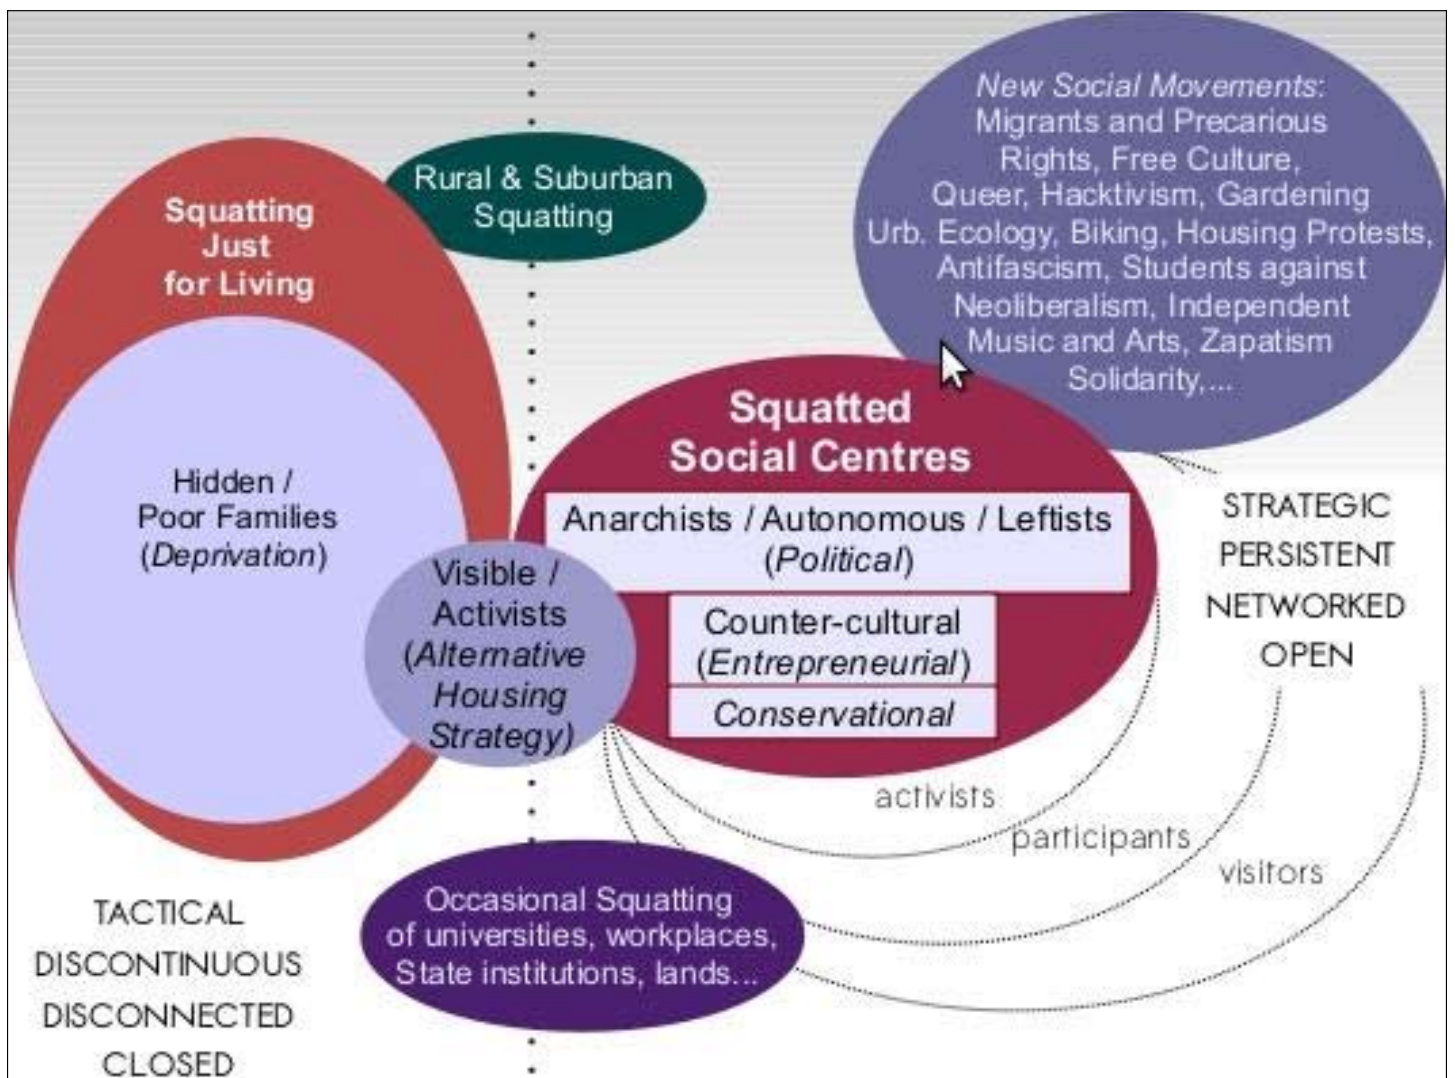 New Social Movements:
Migrants and Precarious
Rights, Free Culture,
Queer, Hacktivism, Gardening
Urb. Ecology, Biking, Housing Protests,
Antifascism, Students against
Neoliberalism, Independent
Music and Arts, Zapatism
Solidarity,...
Rural & Suburban
Squatting
Squatting
Just
for Living
Hidden /
Poor Families
(Deprivation)
Squatted
Social Centres
Anarchists / Autonomous / Leftists
(Political)
Counter-cultural
(Entrepreneurial)
Conservational
Visible /
Activists
(Alternative
Housing
Strategy)
STRATEGIC
PERSISTENT
NETWORKED
OPEN
activists
participants
visitors
Occasional Squatting
of universities, workplaces,
State institutions, lands...
TACTICAL
DISCONTINUOUS
DISCONNECTED
CLOSED